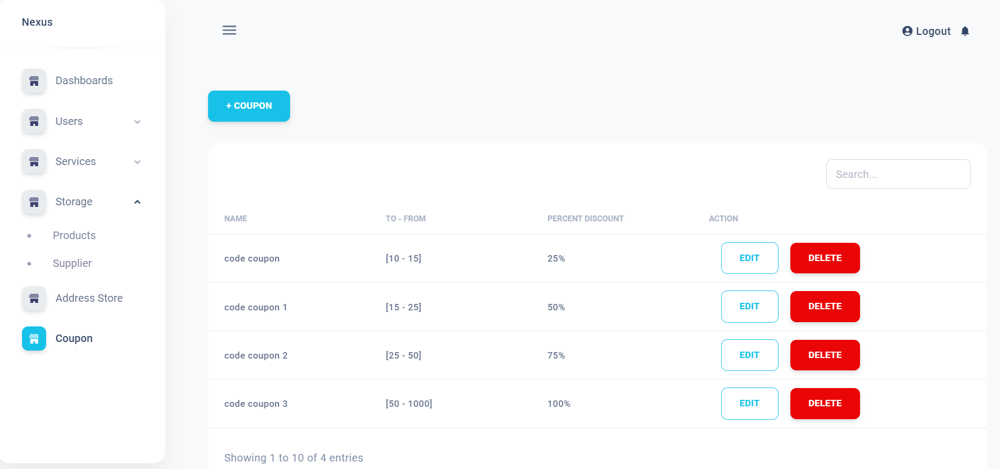 Nexus
Logout
Dashboards
Users
Services
Storage
Products
Supplier
Address Store
Coupon
+ COUPON
Search...
NAME TO - FROM PERCENT DISCOUNT ACTION
code coupon [10 - 15] 25% EDIT DELETE
code coupon 1 [15 - 25] 50% EDIT DELETE
code coupon 2 [25 - 50] 75% EDIT DELETE
code coupon 3 [50 - 1000] 100% EDIT DELETE
Showing 1 to 10 of 4 entries